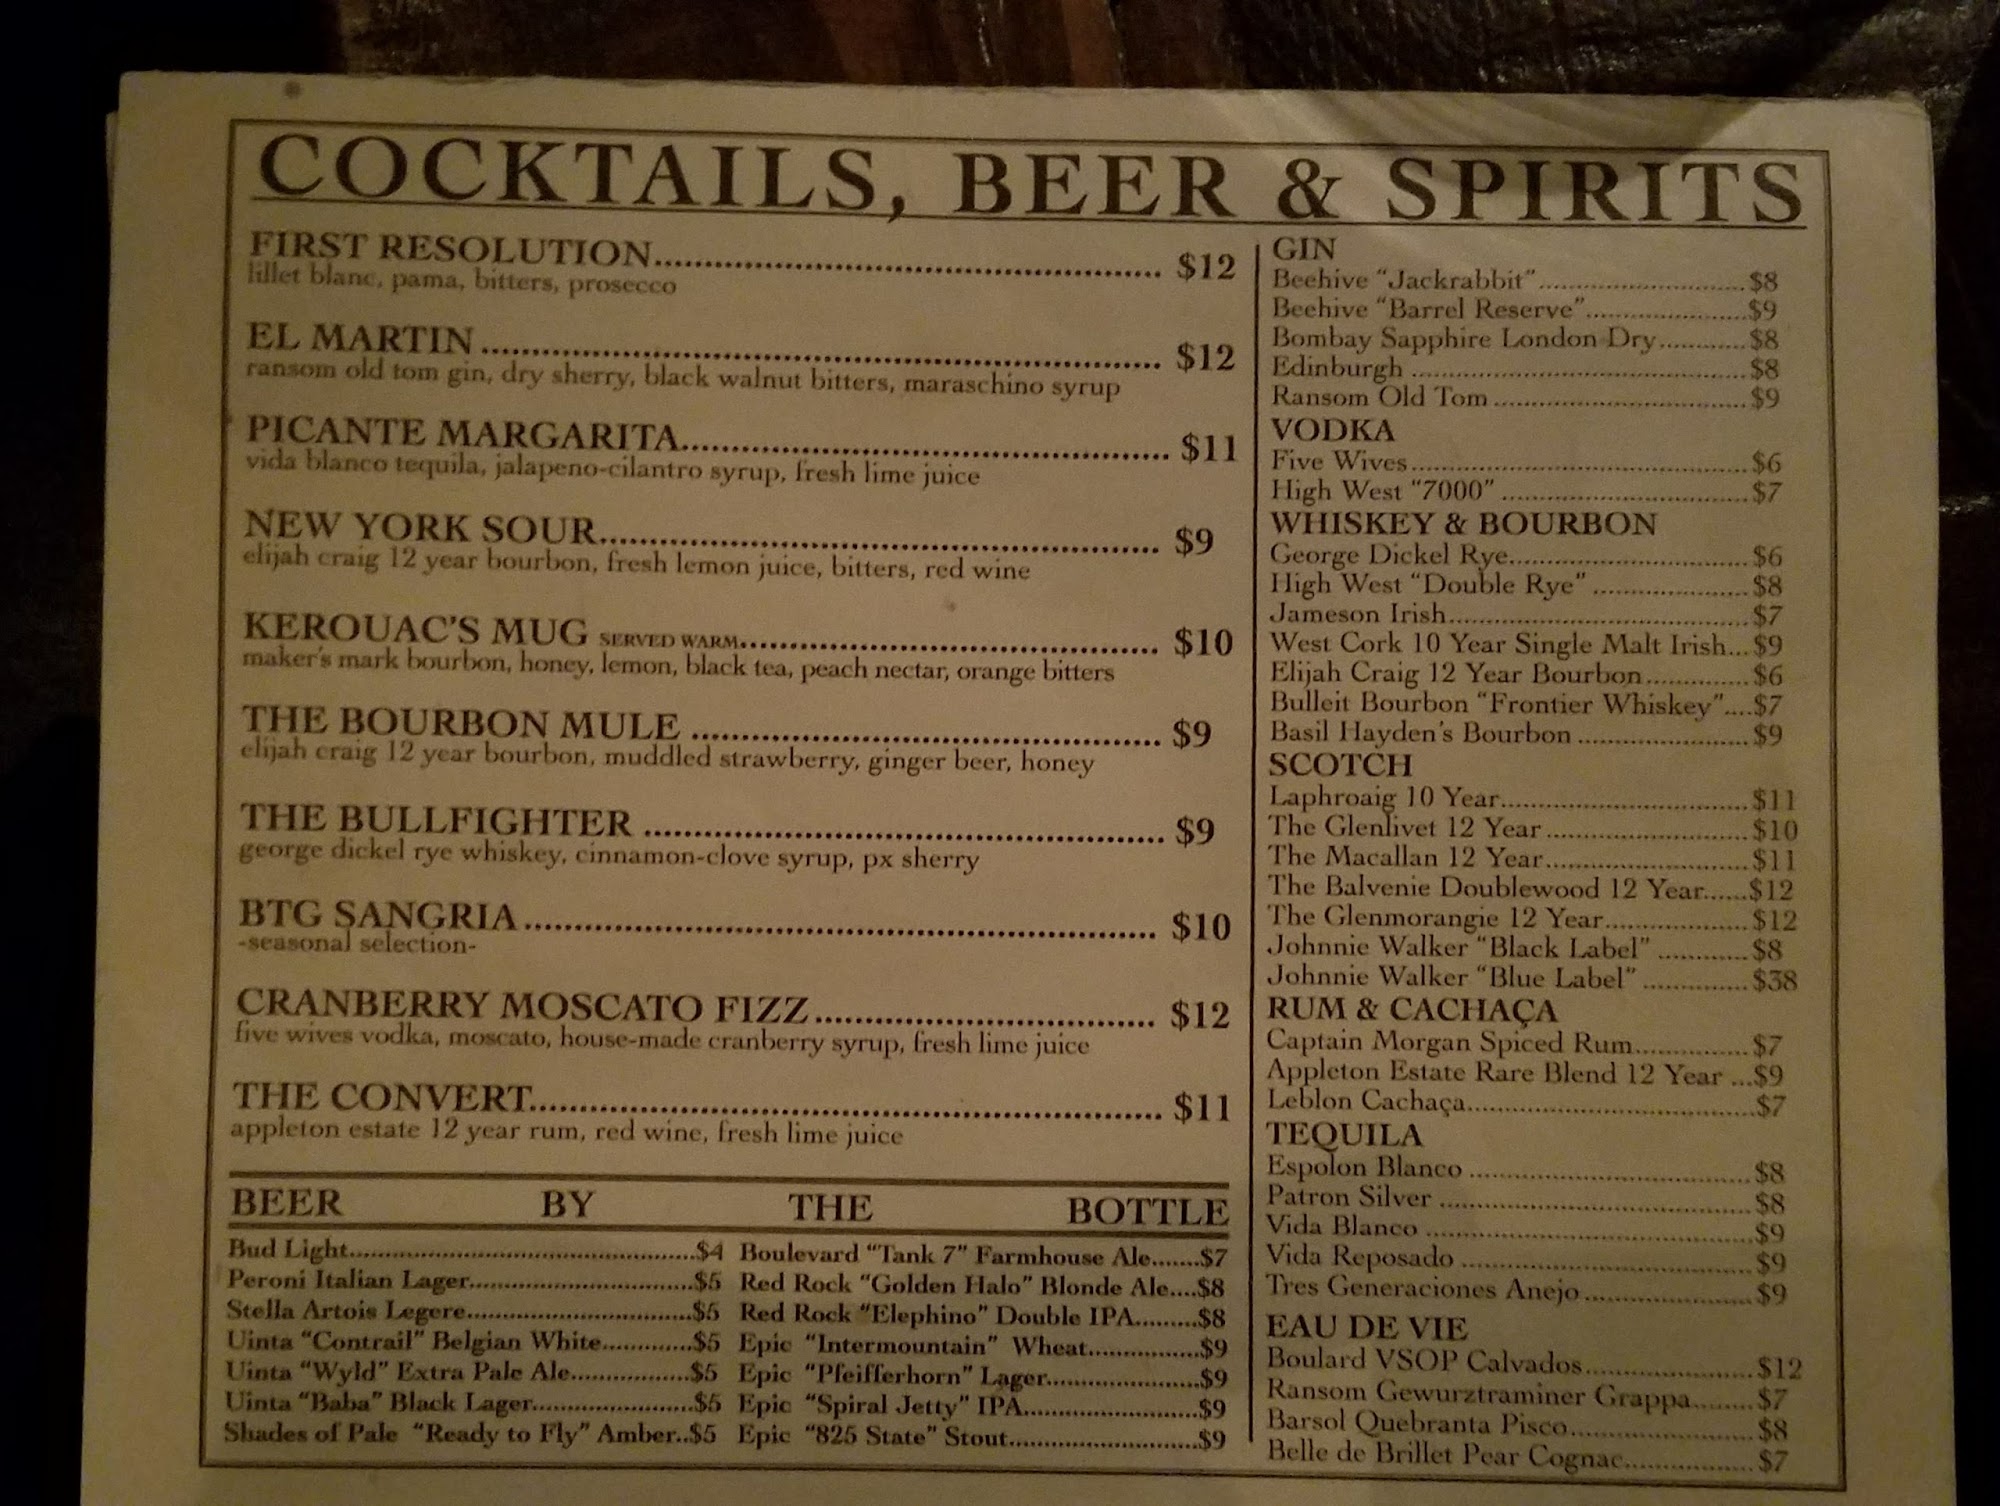 COCKTAILS, BEER & SPIRITS
FIRST RESOLUTION.......... $12
lillet blanc, pama, bitters, prosecco
EL MARTIN.......... $12
ransom old tom gin, dry sherry, black walnut bitters, maraschino syrup
PICANTE MARGARITA.......... $11
vida blanco tequila, jalapeno-cilantro syrup, fresh lime juice
NEW YORK SOUR.......... $9
elijah craig 12 year bourbon, fresh lemon juice, bitters, red wine
KEROUAC'S MUG SERVED WARM.......... $10
maker's mark bourbon, honey, lemon, black tea, peach nectar, orange bitters
THE BOURBON MULE .......... $9
elijah craig 12 year bourbon, muddled strawberry, ginger beer, honey
THE BULLFIGHTER .......... $9
george dickel rye whiskey, cinnamon-clove syrup, px sherry
BTG SANGRIA.......... $10
-seasonal selection-
CRANBERRY MOSCATO FIZZ.......... $12
five wives vodka, moscato, house-made cranberry syrup, fresh lime juice
THE CONVERT.......... $11
appleton estate 12 year rum, red wine, fresh lime juice
BEER BY THE BOTTLE
Bud Light..........$4
Peroni Italian Lager..........$5
Stella Artois Legere..........$5
Uinta "Contrail" Belgian White..........$5
Uinta "Wyld" Extra Pale Ale..........$5
Uinta "Baba" Black Lager..........$5
Shades of Pale "Ready to Fly" Amber..$5
Boulevard "Tank 7" Farmhouse Ale........$7
Red Rock "Golden Halo" Blonde Ale....$8
Red Rock "Elephino" Double IPA.........$8
Epic "Intermountain" Wheat..........$9
Epic "Pfeifferhorn" Lager..........$9
Epic "Spiral Jetty" IPA..........$9
Epic "825 State" Stout..........$9
GIN
Beehive "Jackrabbit" ..........$8
Beehive "Barrel Reserve"..........$9
Bombay Sapphire London Dry..........$8
Edinburgh ..........$8
Ransom Old Tom ..........$9
VODKA
Five Wives..........$6
High West "7000" ..........$7
WHISKEY & BOURBON
George Dickel Rye..........$6
High West "Double Rye" ..........$8
Jameson Irish..........$7
West Cork 10 Year Single Malt Irish...$9
Elijah Craig 12 Year Bourbon..........$6
Bulleit Bourbon "Frontier Whiskey"....$7
Basil Hayden's Bourbon ..........$9
SCOTCH
Laphroaig 10 Year..........$11
The Glenlivet 12 Year ..........$10
The Macallan 12 Year..........$11
The Balvenie Doublewood 12 Year......$12
The Glenmorangie 12 Year..........$12
Johnnie Walker "Black Label" ..........$8
Johnnie Walker "Blue Label" ..........$38
RUM & CACHAÇA
Captain Morgan Spiced Rum..........$7
Appleton Estate Rare Blend 12 Year ...$9
Leblon Cachaça..........$7
TEQUILA
Espolon Blanco ..........$8
Patron Silver ..........$8
Vida Blanco ..........$9
Vida Reposado ..........$9
Tres Generaciones Anejo..........$9
EAU DE VIE
Boulard VSOP Calvados..........$12
Ransom Gewurztraminer Grappa........$7
Barsol Quebranta Pisco..........$8
Belle de Brillet Pear Cognac..........$7